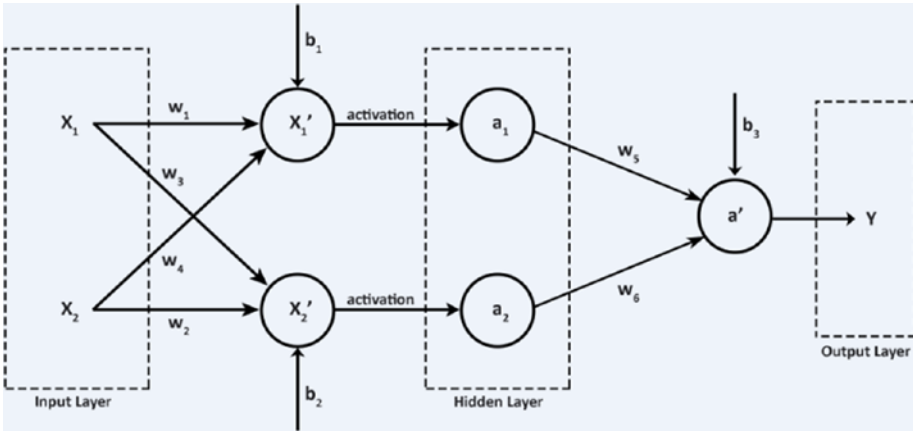 b₁
X₁
w₁
X₁′
activation
a₁
b₃
w₅
w₃
a′
Y
w₄
w₆
X₂
w₂
X₂′
activation
a₂
Output Layer
b₂
Input Layer
Hidden Layer